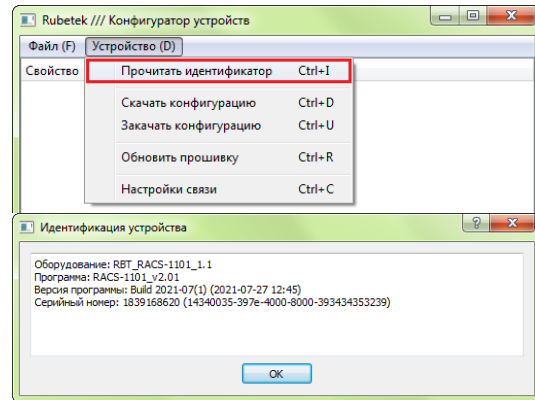 Rubetek /// Конфигуратор устройств
Файл (F) Устройство (D)
Свойство
Прочитать идентификатор Ctrl+I
Скачать конфигурацию Ctrl+D
Закачать конфигурацию Ctrl+U
Обновить прошивку Ctrl+R
Настройки связи Ctrl+C
Идентификация устройства
Оборудование: RBT_RACS-1101_1.1
Программа: RACS-1101_v2.01
Версия программы: Build 2021-07(1) (2021-07-27 12:45)
Серийный номер: 1839168620 (14340035-397e-4000-8000-393434353239)
OK